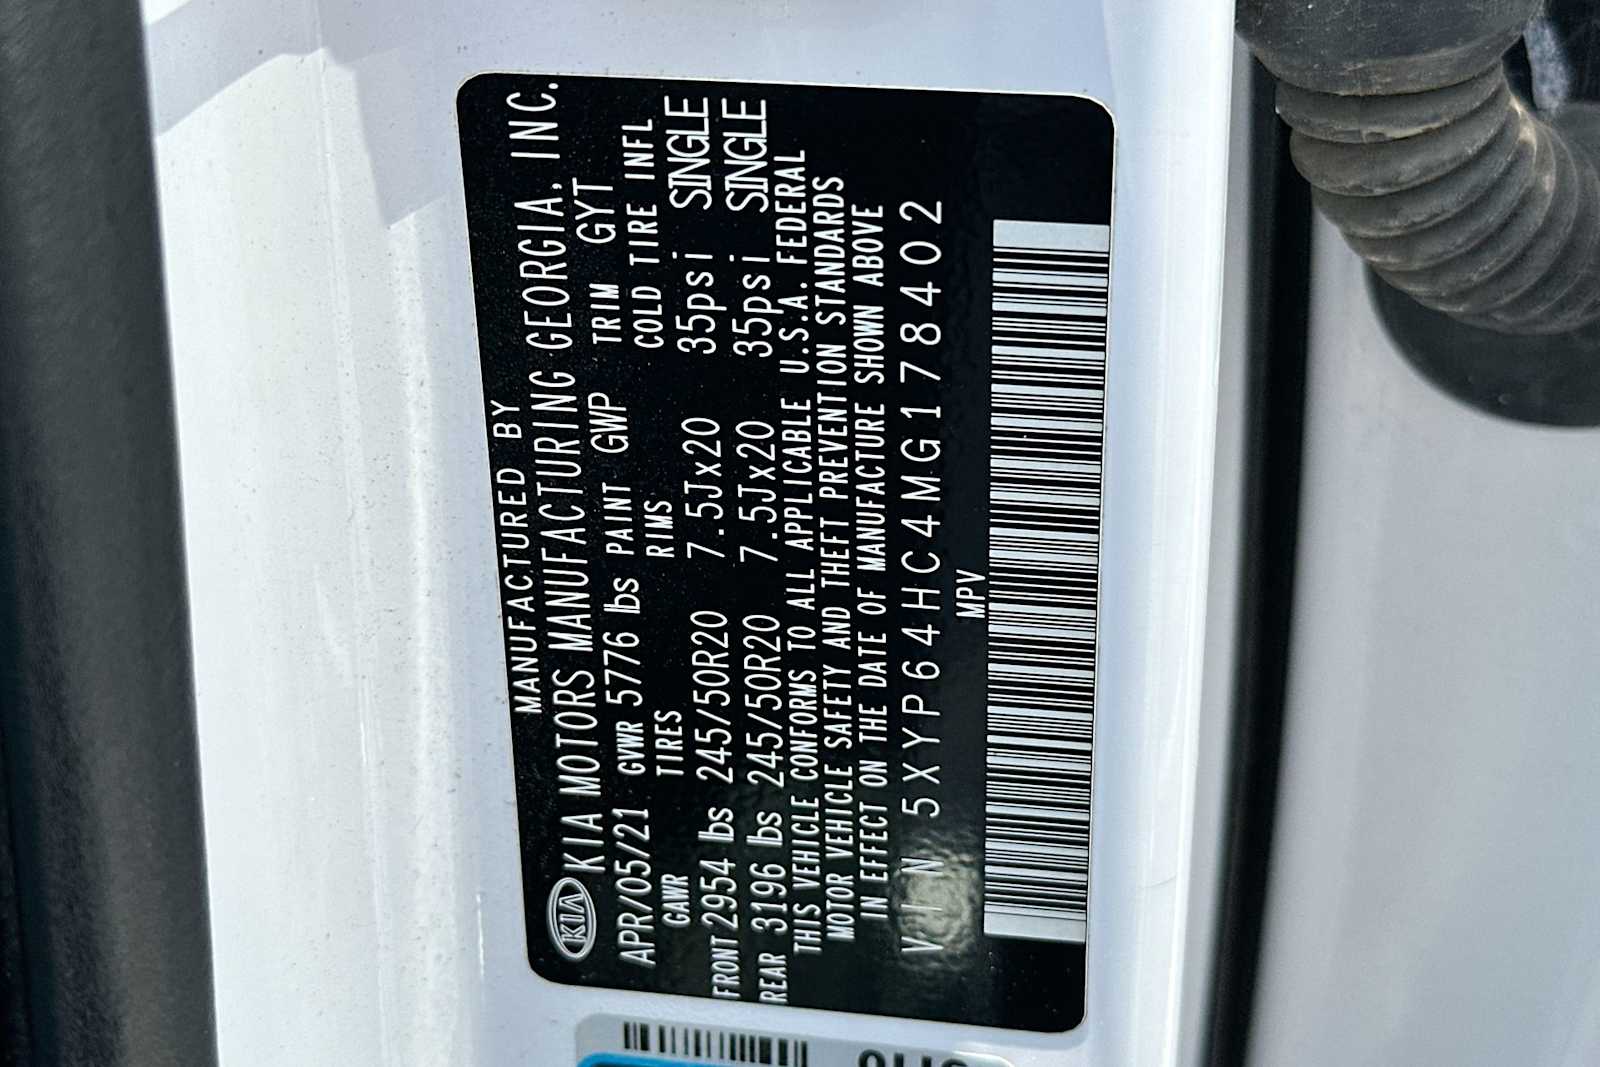 MANUFACTURED BY
KIA KIA MOTORS MANUFACTURING GEORGIA, INC.
APR/05/21 GVWR 5776 lbs PAINT GWP TRIM GYT
GAWR TIRES RIMS COLD TIRE INFL
FRONT 2954 lbs 245/50R20 7.5Jx20 35psi SINGLE
REAR 3196 lbs 245/50R20 7.5Jx20 35psi SINGLE
THIS VEHICLE CONFORMS TO ALL APPLICABLE U.S.A. FEDERAL
MOTOR VEHICLE SAFETY AND THEFT PREVENTION STANDARDS
IN EFFECT ON THE DATE OF MANUFACTURE SHOWN ABOVE
VIN 5XYP64HC4MG178402
MPV